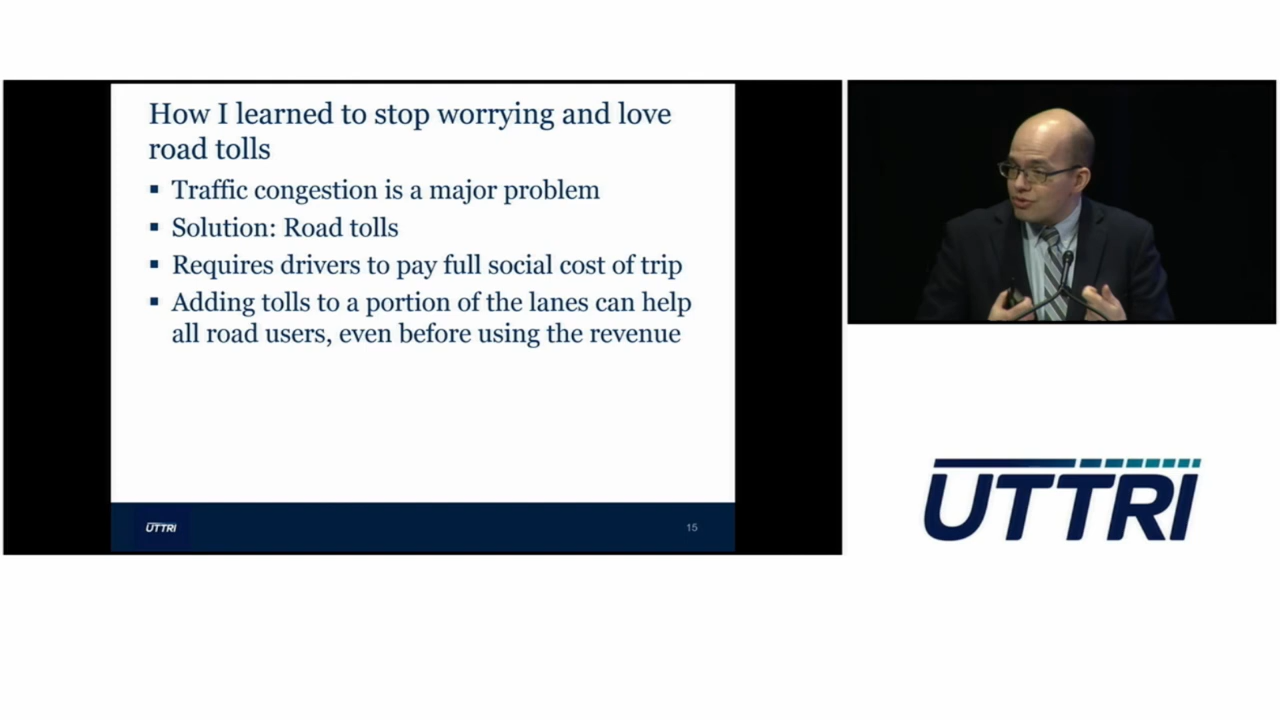 How I learned to stop worrying and love
road tolls
▪ Traffic congestion is a major problem
▪ Solution: Road tolls
▪ Requires drivers to pay full social cost of trip
▪ Adding tolls to a portion of the lanes can help
all road users, even before using the revenue
UTTRI
15
UTTRI